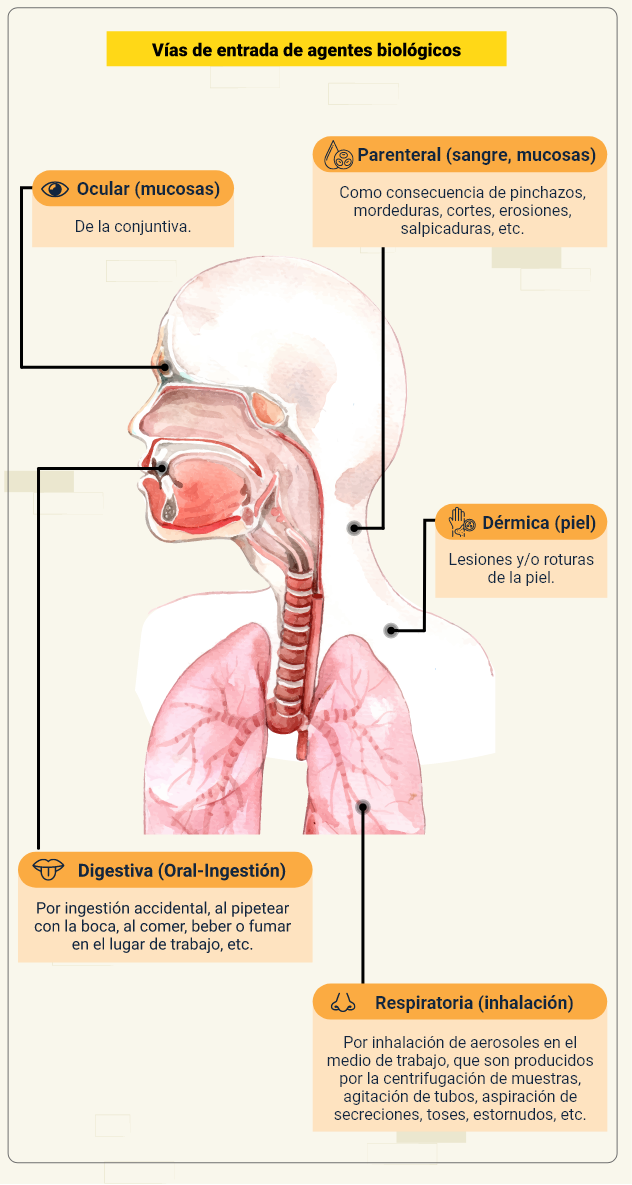 Vías de entrada de agentes biológicos
Parenteral (sangre, mucosas)
Como consecuencia de pinchazos,
mordeduras, cortes, erosiones,
salpicaduras, etc.
Ocular (mucosas)
De la conjuntiva.
Dérmica (piel)
Lesiones y/o roturas
de la piel.
Digestiva (Oral-Ingestión)
Por ingestión accidental, al pipetear
con la boca, al comer, beber o fumar
en el lugar de trabajo, etc.
Respiratoria (inhalación)
Por inhalación de aerosoles en el
medio de trabajo, que son producidos
por la centrifugación de muestras,
agitación de tubos, aspiración de
secreciones, toses, estornudos, etc.